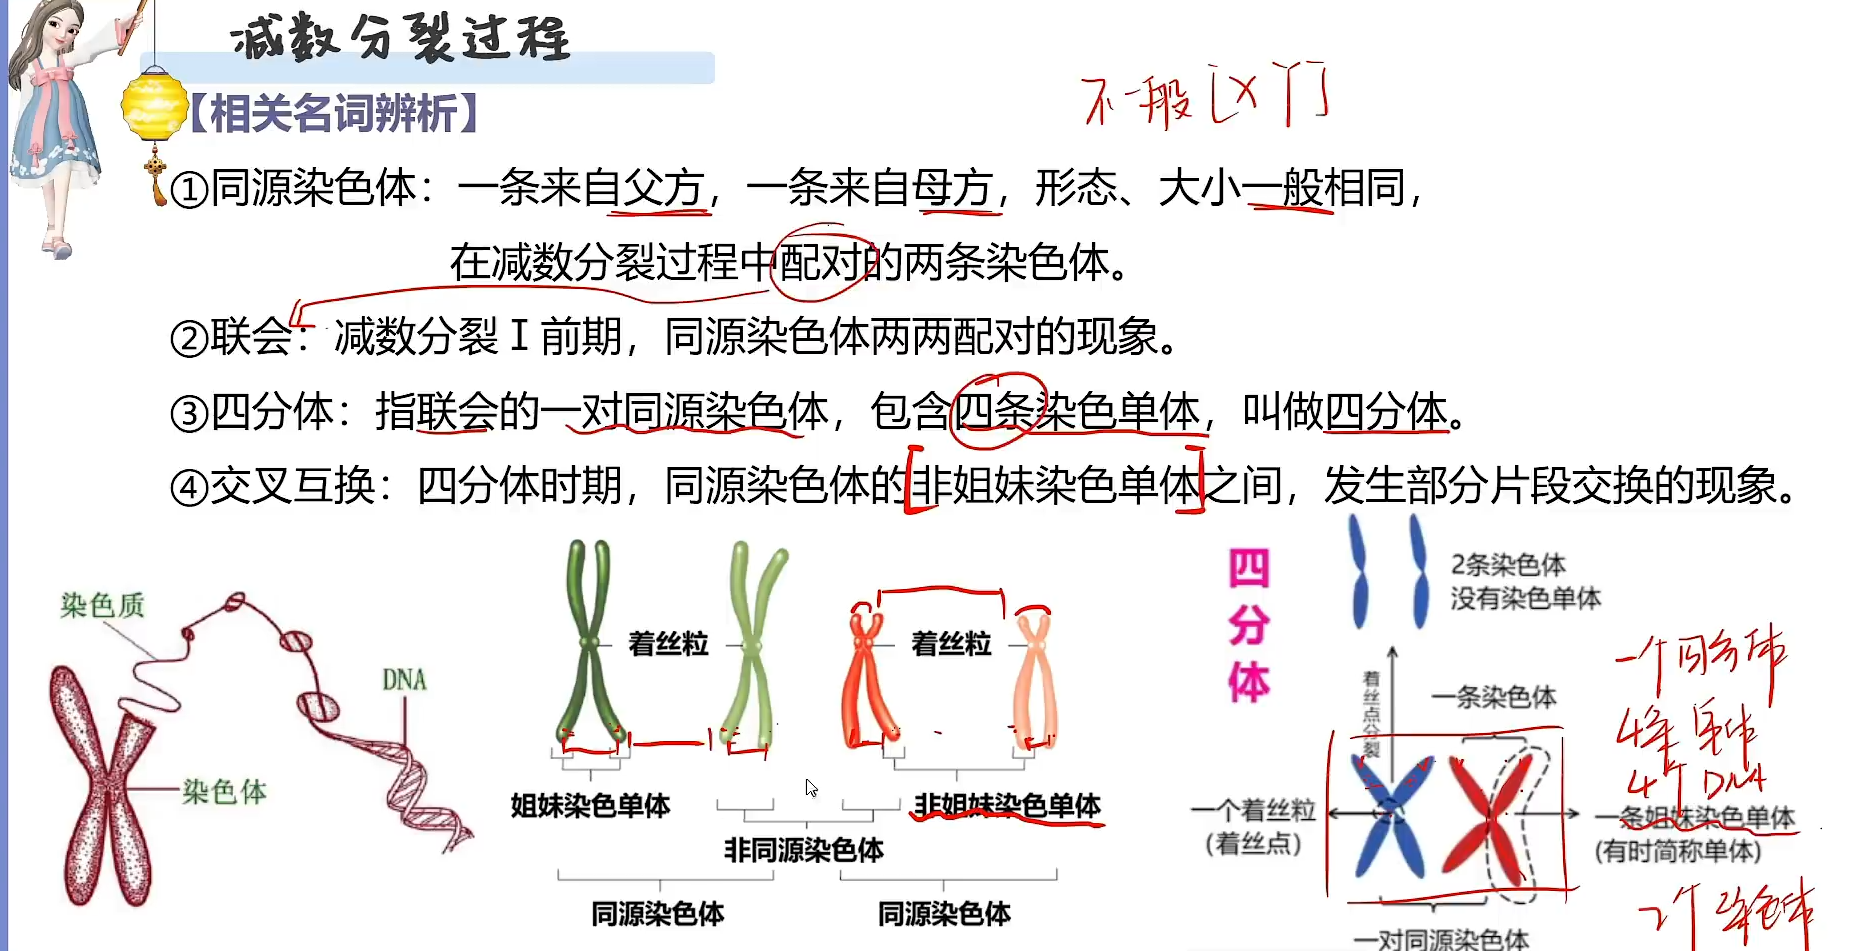 减数分裂过程
【相关名词辨析】
不一般[X Y]
①同源染色体：一条来自父方，一条来自母方，形态、大小一般相同，
在减数分裂过程中配对的两条染色体。
②联会：减数分裂Ⅰ前期，同源染色体两两配对的现象。
③四分体：指联会的一对同源染色体，包含四条染色单体，叫做四分体。
④交叉互换：四分体时期，同源染色体的非姐妹染色单体之间，发生部分片段交换的现象。
染色质
DNA
染色体
着丝粒
着丝粒
姐妹染色单体
非姐妹染色单体
非同源染色体
同源染色体
同源染色体
四分体
2条染色体
没有染色单体
着丝点分裂
一条染色体
一个着丝粒
(着丝点)
一条姐妹染色单体
(有时简称单体)
一对同源染色体
一个四分体
4条单体
4个DNA
2个染色体